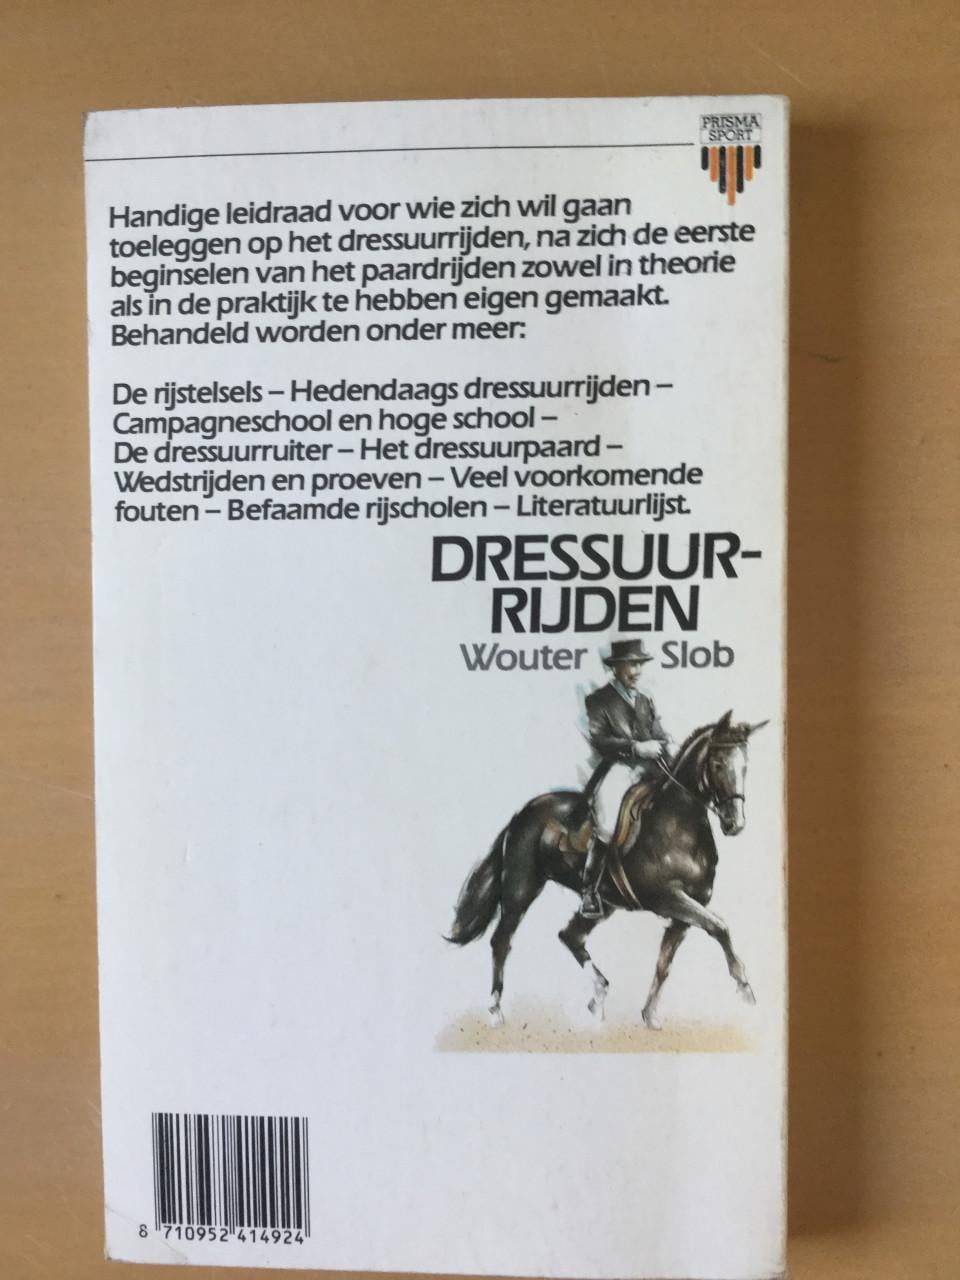 PRISMA
SPORT
Handige leidraad voor wie zich wil gaan
toeleggen op het dressuurrijden, na zich de eerste
beginselen van het paardrijden zowel in theorie
als in de praktijk te hebben eigen gemaakt.
Behandeld worden onder meer:
De rijstelsels – Hedendaags dressuurrijden –
Campagneschool en hoge school –
De dressuurruiter – Het dressuurpaard –
Wedstrijden en proeven – Veel voorkomende
fouten – Befaamde rijscholen – Literatuurlijst.
DRESSUUR-
RIJDEN
Wouter Slob
8 710952 414924